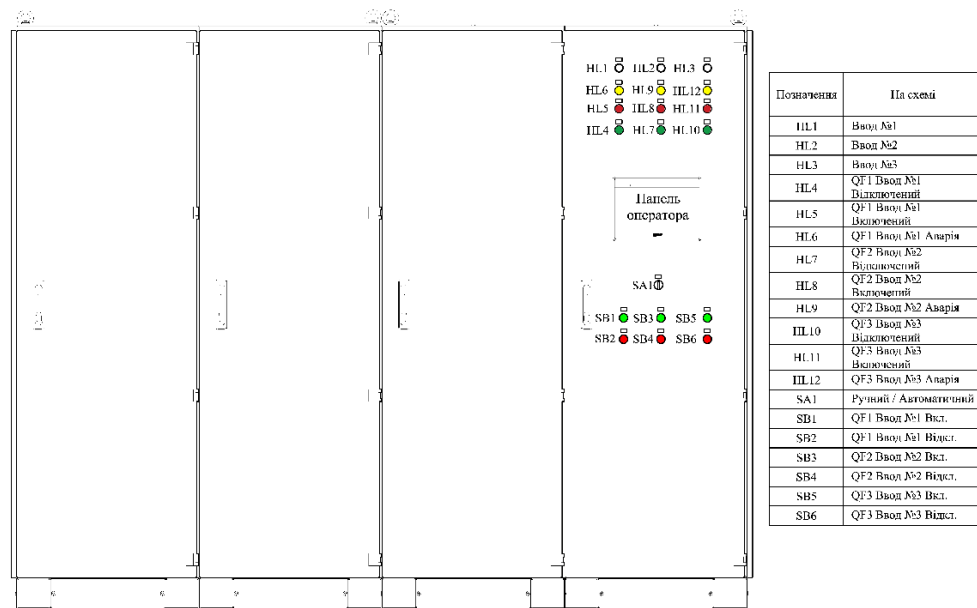 HL1 HL2 HL3
HL6 HL9 HL12
HL5 HL8 HL11
HL4 HL7 HL10
Панель
оператора
SA1
SB1 SB3 SB5
SB2 SB4 SB6
Позначення На схемі
HL1 Ввод №1
HL2 Ввод №2
HL3 Ввод №3
HL4 QF1 Ввод №1
Відключений
HL5 QF1 Ввод №1
Включений
HL6 QF1 Ввод №1 Аварія
HL7 QF2 Ввод №2
Відключений
HL8 QF2 Ввод №2
Включений
HL9 QF2 Ввод №2 Аварія
HL10 QF3 Ввод №3
Відключений
HL11 QF3 Ввод №3
Включений
HL12 QF3 Ввод №3 Аварія
SA1 Ручний / Автоматичний
SB1 QF1 Ввод №1 Вкл.
SB2 QF1 Ввод №1 Відкл.
SB3 QF2 Ввод №2 Вкл.
SB4 QF2 Ввод №2 Відкл.
SB5 QF3 Ввод №3 Вкл.
SB6 QF3 Ввод №3 Відкл.